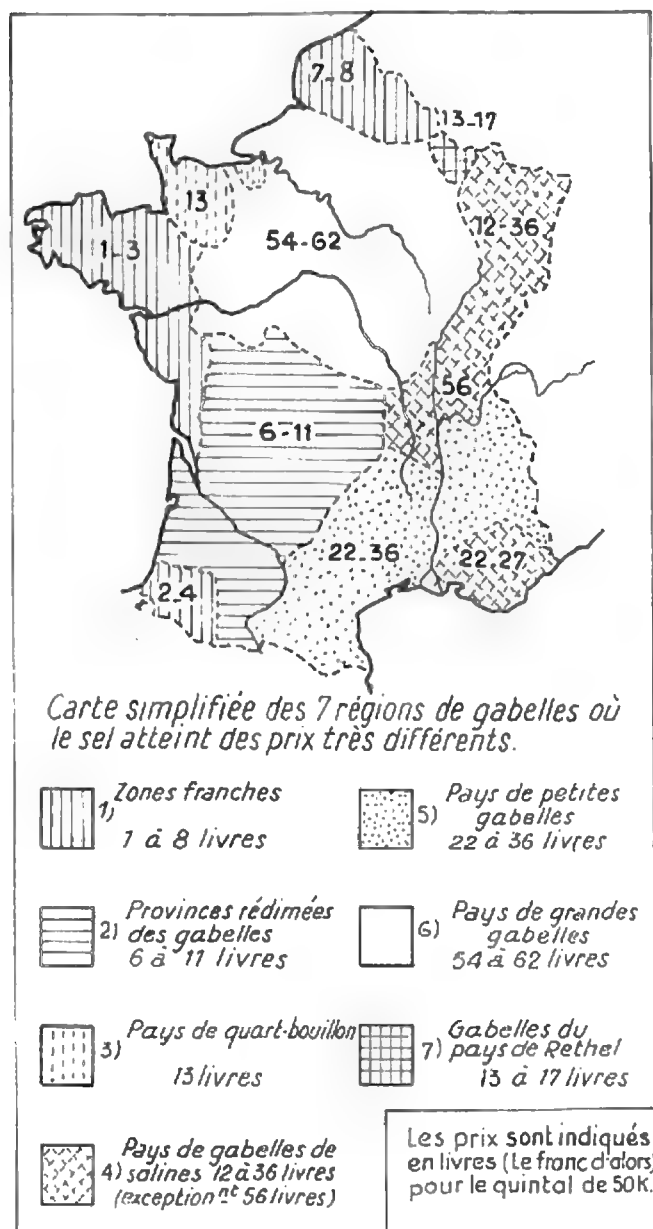 7-8
13-17
13
12-36
1-3
54-62
56
6-11
22-36
22-27
2-4
Carte simplifiée des 7 régions de gabelles où
le sel atteint des prix très différents.
1) Zones franches
1 à 8 livres
2) Provinces rédimées
des gabelles
6 à 11 livres
3) Pays de quart-bouillon
13 livres
4) Pays de gabelles de
salines 12 à 36 livres
(exception nt 56 livres)
5) Pays de petites
gabelles
22 à 36 livres
6) Pays de grandes
gabelles
54 à 62 livres
7) Gabelles du
pays de Rethel
13 à 17 livres
Les prix sont indiqués
en livres (Le franc d'alors)
pour le quintal de 50K.